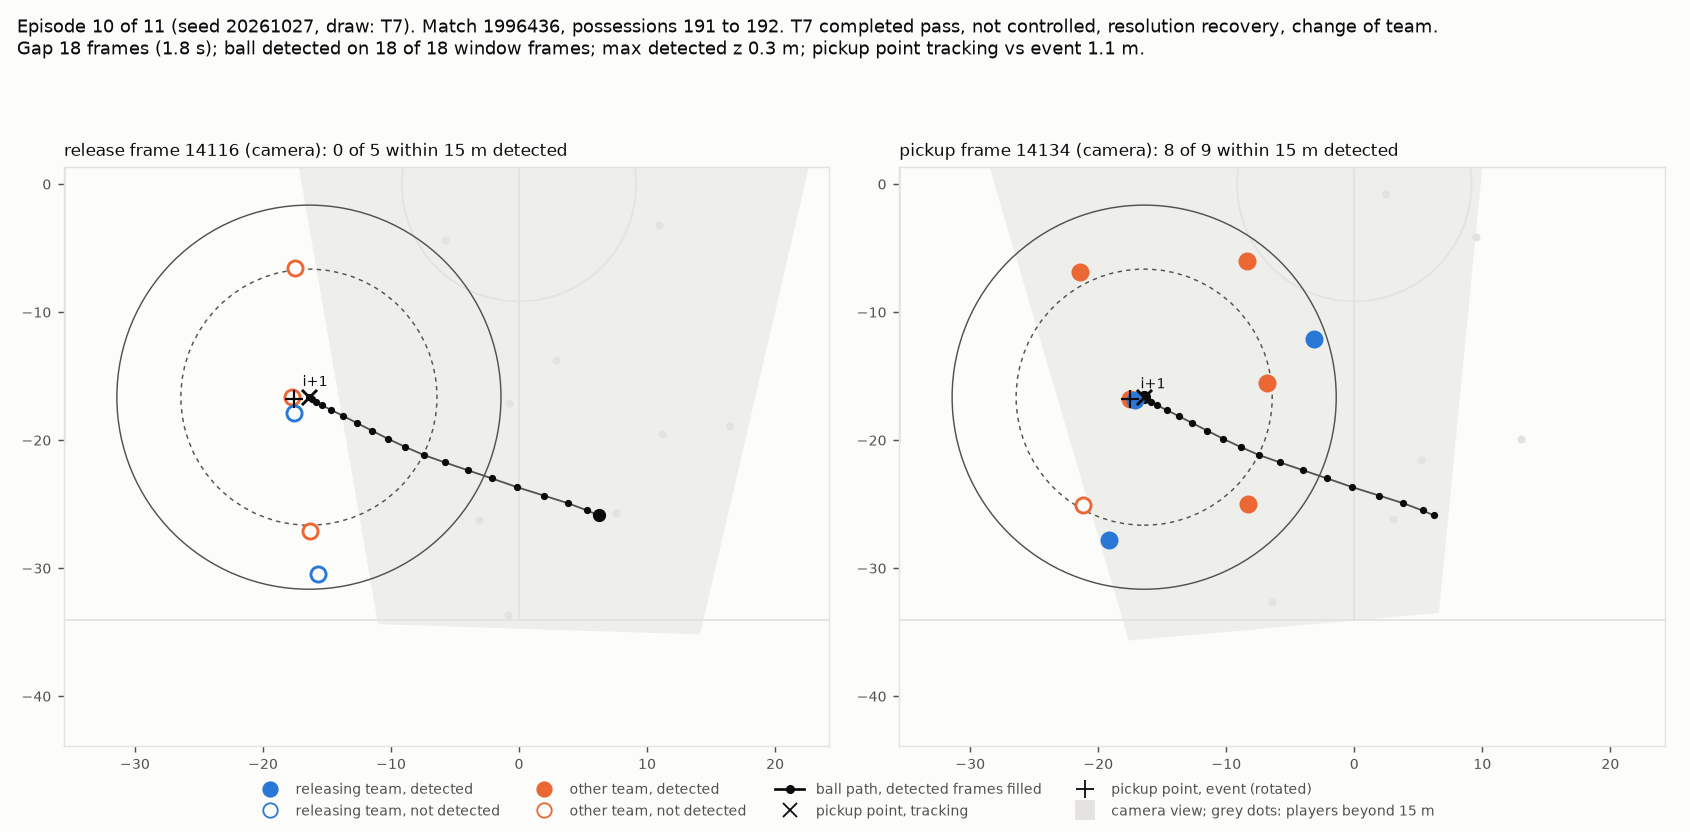 Episode 10 of 11 (seed 20261027, draw: T7). Match 1996436, possessions 191 to 192. T7 completed pass, not controlled, resolution recovery, change of team.
Gap 18 frames (1.8 s); ball detected on 18 of 18 window frames; max detected z 0.3 m; pickup point tracking vs event 1.1 m.
release frame 14116 (camera): 0 of 5 within 15 m detected
0
−10
−20
−30
−40
i+1
−30
−20
−10
0
10
20
pickup frame 14134 (camera): 8 of 9 within 15 m detected
0
−10
−20
−30
−40
i+1
−30
−20
−10
0
10
20
releasing team, detected
releasing team, not detected
other team, detected
other team, not detected
ball path, detected frames filled
pickup point, tracking
pickup point, event (rotated)
camera view; grey dots: players beyond 15 m